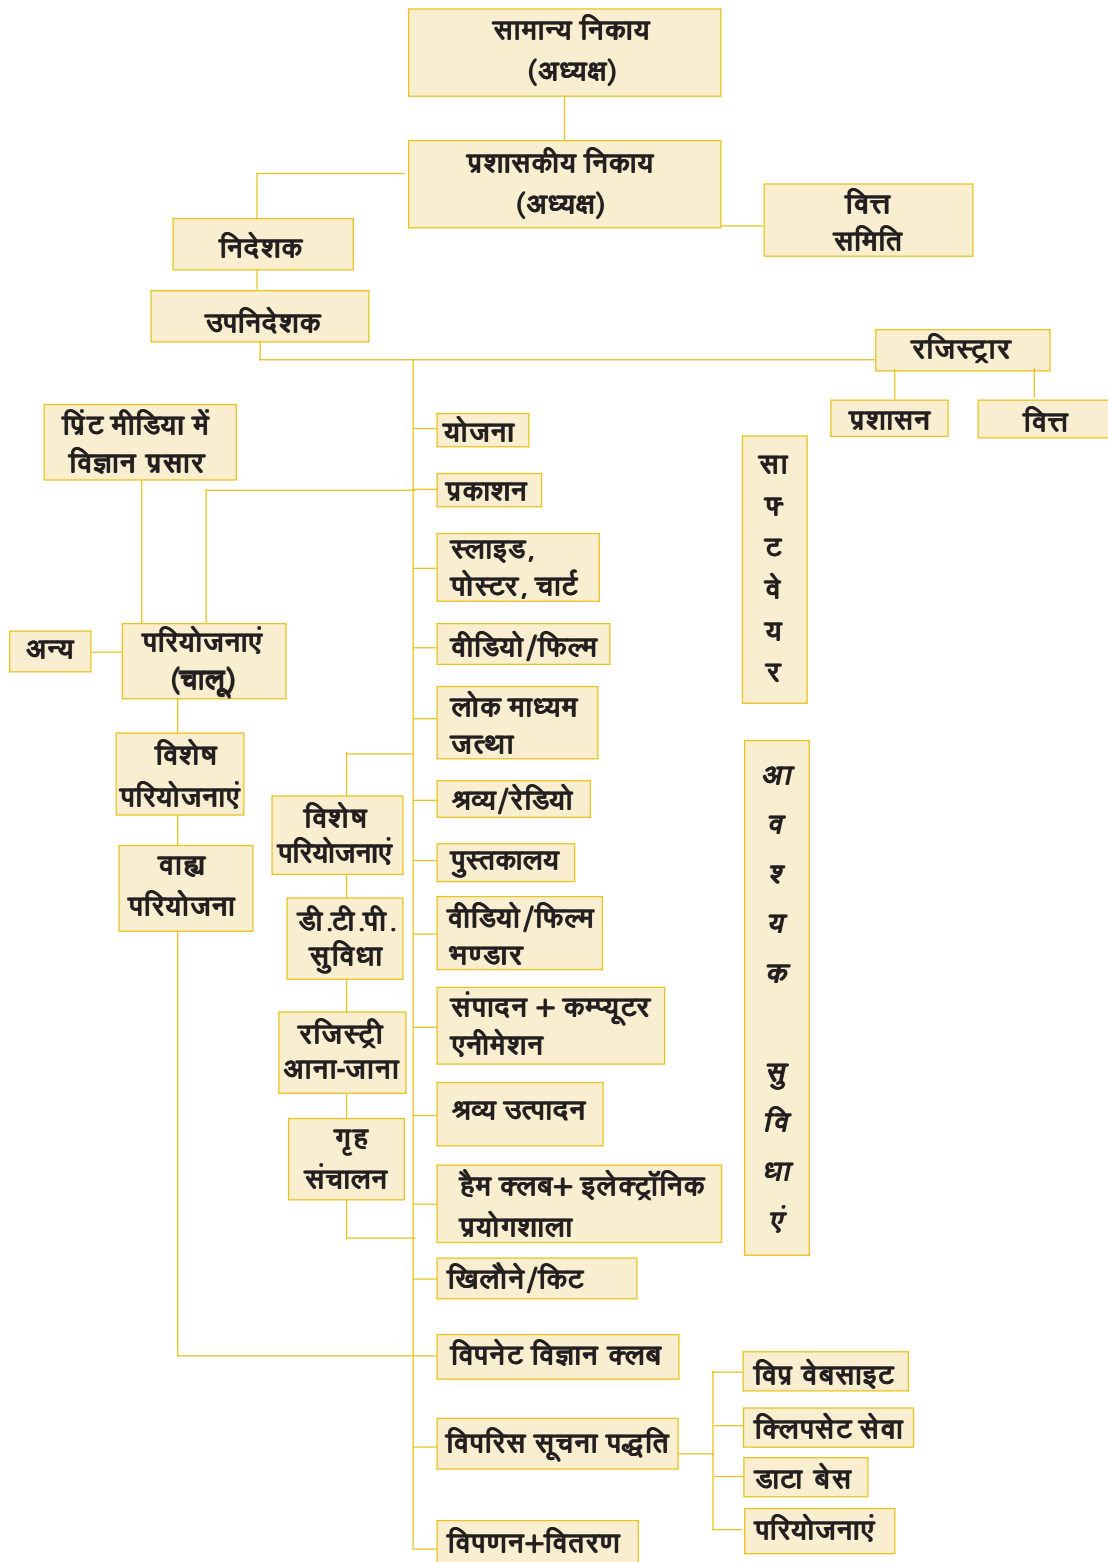 सामान्य निकाय
(अध्यक्ष)
प्रशासकीय निकाय
(अध्यक्ष)
वित्त
समिति
निदेशक
उपनिदेशक
रजिस्ट्रार
प्रशासन
वित्त
प्रिंट मीडिया में
विज्ञान प्रसार
योजना
प्रकाशन
स्लाइड,
पोस्टर, चार्ट
वीडियो/फिल्म
लोक माध्यम
जत्था
श्रव्य/रेडियो
पुस्तकालय
वीडियो/फिल्म
भण्डार
संपादन + कम्प्यूटर
एनीमेशन
श्रव्य उत्पादन
हैम क्लब+ इलेक्ट्रॉनिक
प्रयोगशाला
खिलौने/किट
विपनेट विज्ञान क्लब
विपरिस सूचना पद्धति
विपणन+वितरण
अन्य
परियोजनाएं
(चालू)
विशेष
परियोजनाएं
वाह्य
परियोजना
विशेष
परियोजनाएं
डी.टी.पी.
सुविधा
रजिस्ट्री
आना-जाना
गृह
संचालन
सा
फ्
ट
वे
य
र
आ
व
श्
य
क
सु
वि
धा
एं
विप्र वेबसाइट
क्लिपसेट सेवा
डाटा बेस
परियोजनाएं